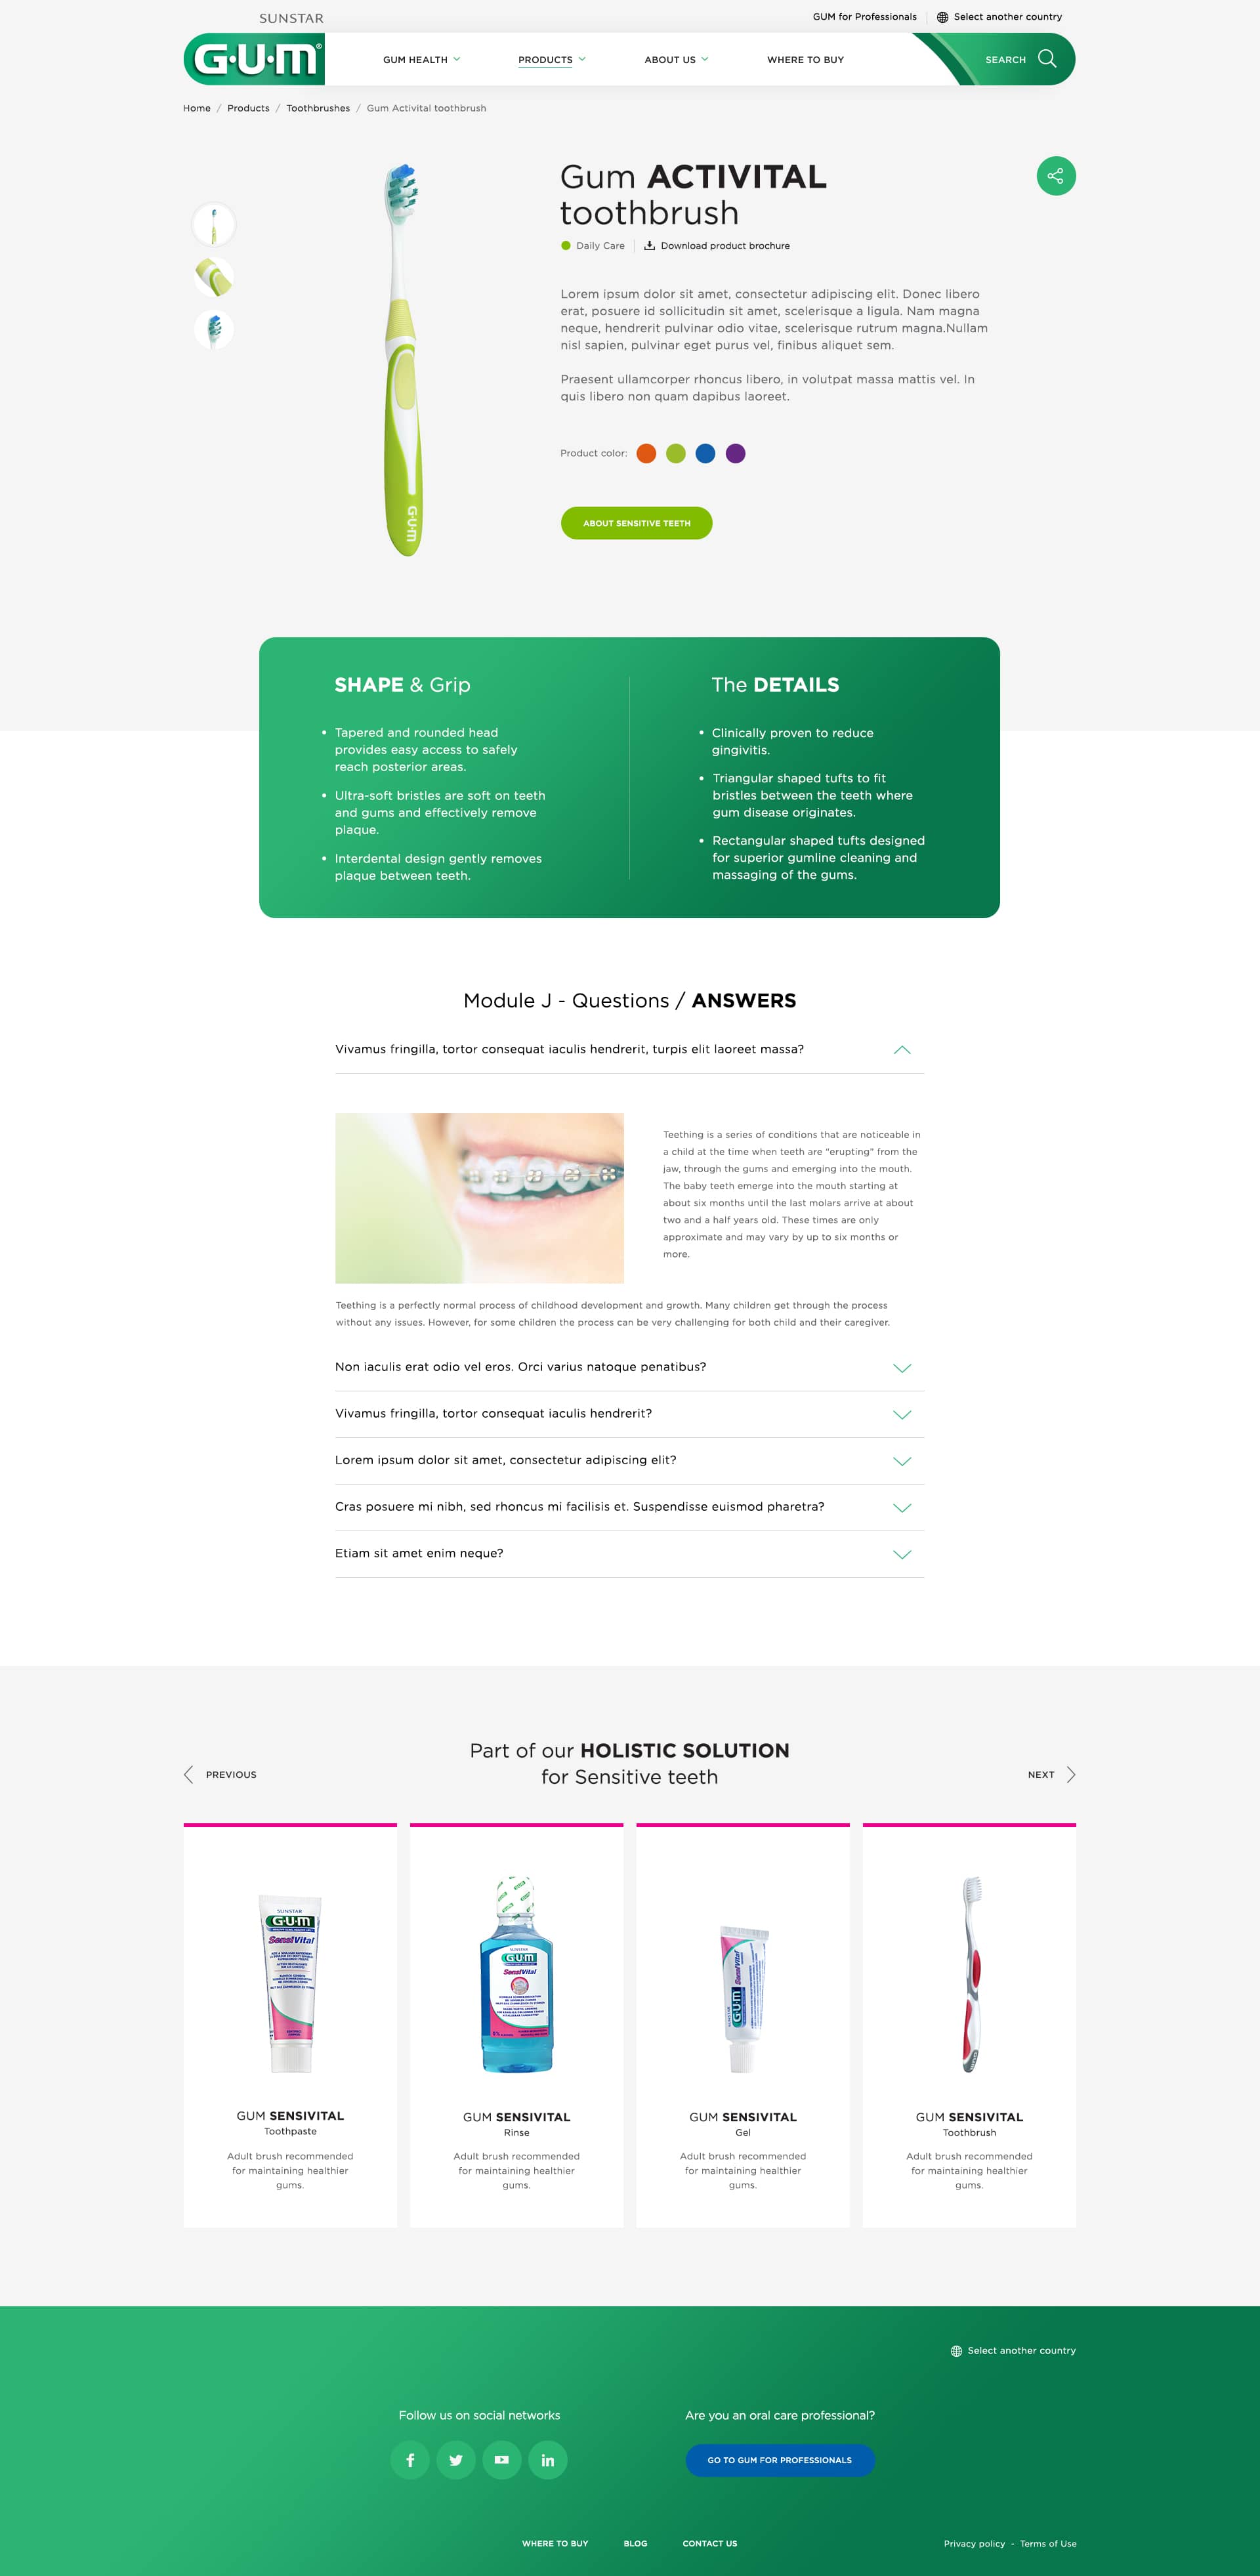 SUNSTAR
GUM for Professionals
Select another country
G·U·M®
GUM HEALTH
PRODUCTS
ABOUT US
WHERE TO BUY
SEARCH
Home / Products / Toothbrushes / Gum Activital toothbrush
Gum ACTIVITAL
toothbrush
Daily Care
Download product brochure
Lorem ipsum dolor sit amet, consectetur adipiscing elit. Donec libero
erat, posuere id sollicitudin sit amet, scelerisque a ligula. Nam magna
neque, hendrerit pulvinar odio vitae, scelerisque rutrum magna.Nullam
nisl sapien, pulvinar eget purus vel, finibus aliquet sem.
Praesent ullamcorper rhoncus libero, in volutpat massa mattis vel. In
quis libero non quam dapibus laoreet.
Product color:
G·U·M
ABOUT SENSITIVE TEETH
SHAPE & Grip
• Tapered and rounded head
provides easy access to safely
reach posterior areas.
• Ultra-soft bristles are soft on teeth
and gums and effectively remove
plaque.
• Interdental design gently removes
plaque between teeth.
The DETAILS
• Clinically proven to reduce
gingivitis.
• Triangular shaped tufts to fit
bristles between the teeth where
gum disease originates.
• Rectangular shaped tufts designed
for superior gumline cleaning and
massaging of the gums.
Module J - Questions / ANSWERS
Vivamus fringilla, tortor consequat iaculis hendrerit, turpis elit laoreet massa?
Teething is a series of conditions that are noticeable in
a child at the time when teeth are “erupting” from the
jaw, through the gums and emerging into the mouth.
The baby teeth emerge into the mouth starting at
about six months until the last molars arrive at about
two and a half years old. These times are only
approximate and may vary by up to six months or
more.
Teething is a perfectly normal process of childhood development and growth. Many children get through the process
without any issues. However, for some children the process can be very challenging for both child and their caregiver.
Non iaculis erat odio vel eros. Orci varius natoque penatibus?
Vivamus fringilla, tortor consequat iaculis hendrerit?
Lorem ipsum dolor sit amet, consectetur adipiscing elit?
Cras posuere mi nibh, sed rhoncus mi facilisis et. Suspendisse euismod pharetra?
Etiam sit amet enim neque?
Part of our HOLISTIC SOLUTION
for Sensitive teeth
PREVIOUS
NEXT
SUNSTAR
G·U·M
SensiVital
GUM SENSIVITAL
Toothpaste
Adult brush recommended
for maintaining healthier
gums.
SUNSTAR
G·U·M
SensiVital
GUM SENSIVITAL
Rinse
Adult brush recommended
for maintaining healthier
gums.
SUNSTAR
G·U·M
SensiVital
GUM SENSIVITAL
Gel
Adult brush recommended
for maintaining healthier
gums.
GUM SENSIVITAL
Toothbrush
Adult brush recommended
for maintaining healthier
gums.
Select another country
Follow us on social networks
Are you an oral care professional?
GO TO GUM FOR PROFESSIONALS
WHERE TO BUY
BLOG
CONTACT US
Privacy policy - Terms of Use